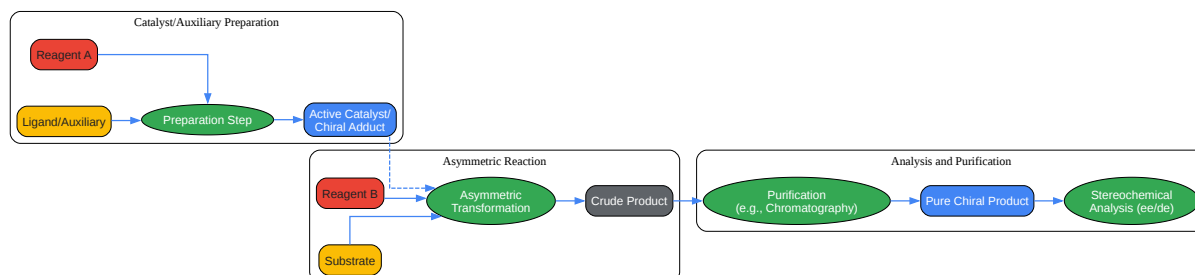 Catalyst/Auxiliary Preparation
Reagent A
Ligand/Auxiliary
Preparation Step
Active Catalyst/
Chiral Adduct
Asymmetric Reaction
Reagent B
Asymmetric
Transformation
Crude Product
Substrate
Analysis and Purification
Purification
(e.g., Chromatography)
Pure Chiral Product
Stereochemical
Analysis (ee/de)